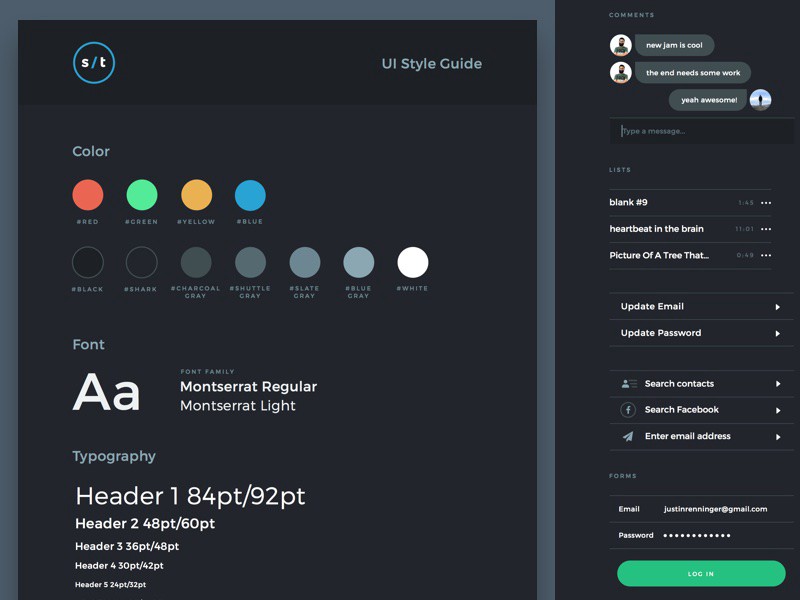 s/t
UI Style Guide
Color
#RED
#GREEN
#YELLOW
#BLUE
#BLACK
#SHARK
#CHARCOAL
GRAY
#SHUTTLE
GRAY
#SLATE
GRAY
#BLUE
GRAY
#WHITE
Font
Aa
FONT FAMILY
Montserrat Regular
Montserrat Light
Typography
Header 1 84pt/92pt
Header 2 48pt/60pt
Header 3 36pt/48pt
Header 4 30pt/42pt
Header 5 24pt/32pt
COMMENTS
new jam is cool
the end needs some work
yeah awesome!
Type a message...
LISTS
blank #9 1:45
heartbeat in the brain 11:01
Picture Of A Tree That... 0:49
Update Email
Update Password
Search contacts
f Search Facebook
Enter email address
FORMS
Email justinrenninger@gmail.com
Password ••••••••••••
LOG IN